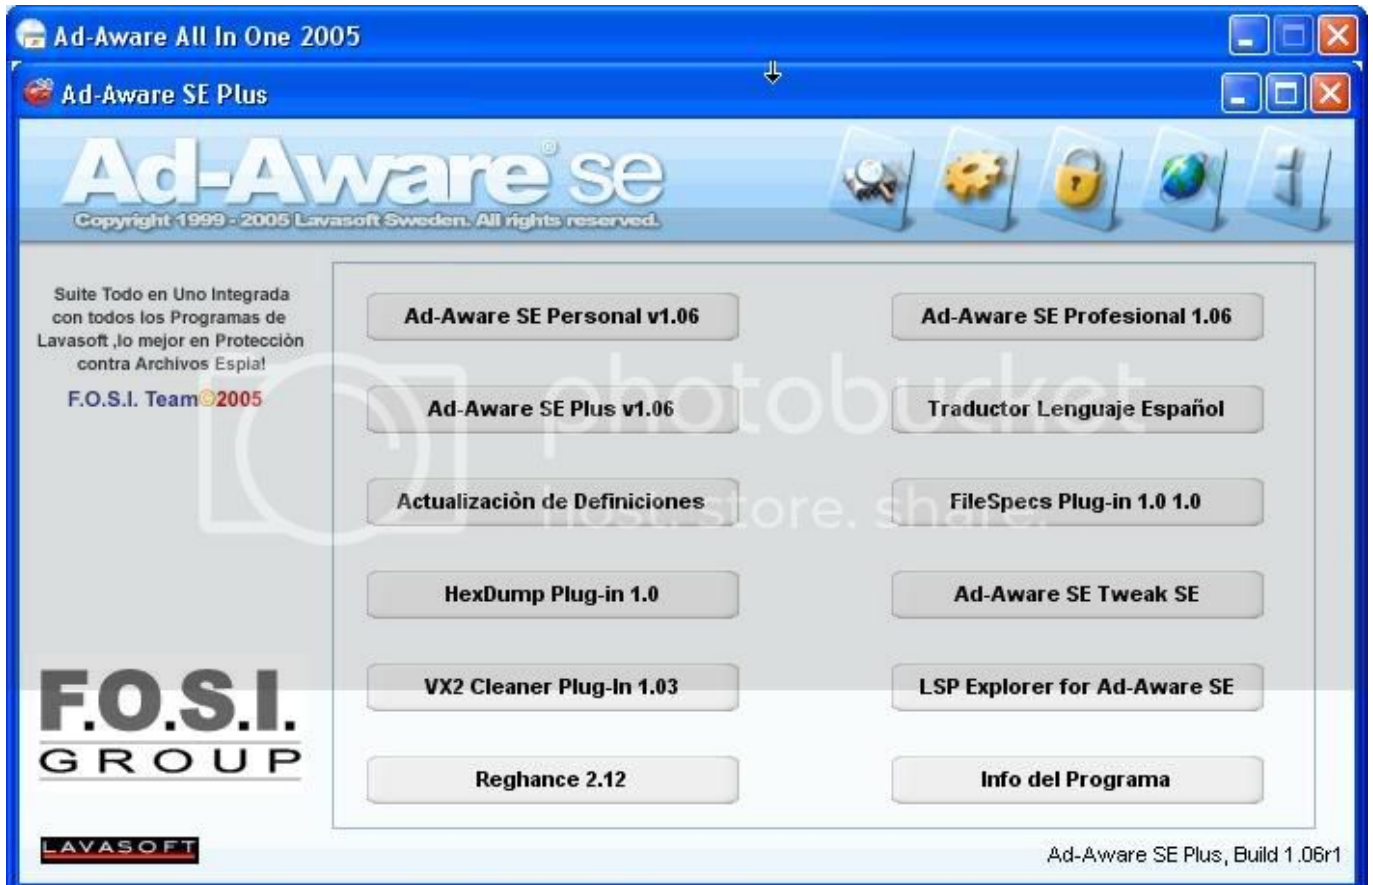 Ad-Aware All In One 2005
Ad-Aware SE Plus
Ad-Aware® se
Copyright 1999 - 2005 Lavasoft Sweden. All rights reserved.
Suite Todo en Uno Integrada
con todos los Programas de
Lavasoft ,lo mejor en Protecciòn
contra Archivos Espia!
F.O.S.I. Team©2005
Ad-Aware SE Personal v1.06
Ad-Aware SE Profesional 1.06
Ad-Aware SE Plus v1.06
Traductor Lenguaje Español
Actualizaciòn de Definiciones
FileSpecs Plug-in 1.0 1.0
HexDump Plug-in 1.0
Ad-Aware SE Tweak SE
VX2 Cleaner Plug-In 1.03
LSP Explorer for Ad-Aware SE
Reghance 2.12
Info del Programa
photobucket
host. store. share.
F.O.S.I.
GROUP
LAVASOFT
Ad-Aware SE Plus, Build 1.06r1